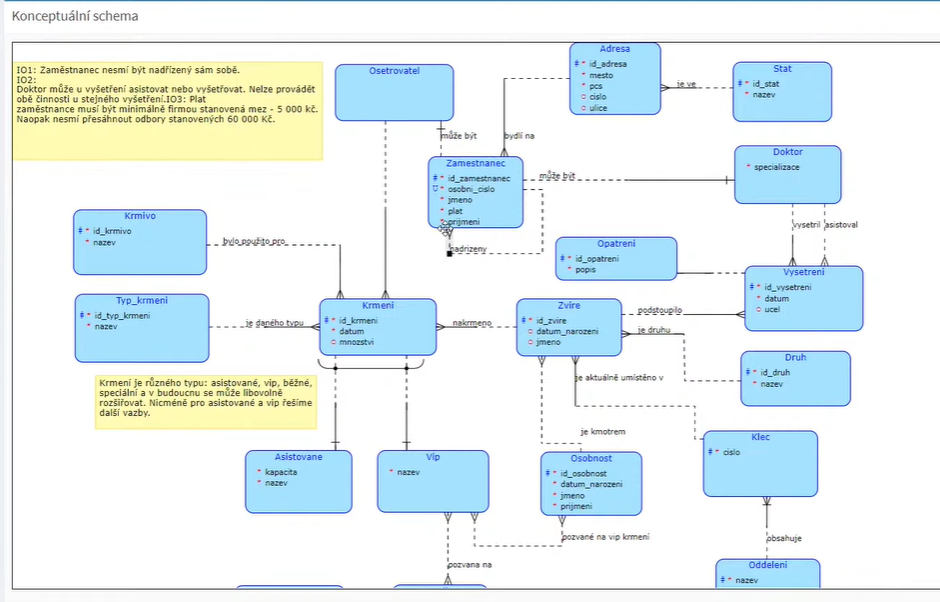 Konceptuální schema
IO1: Zaměstnanec nesmí být nadřízený sám sobě.
IO2:
Doktor může u vyšetření asistovat nebo vyšetřovat. Nelze provádět
obě činnosti u stejného vyšetření.IO3: Plat
zaměstnance musí být minimálně firmou stanovená mez - 5 000 Kč.
Naopak nesmí přesáhnout odbory stanovených 60 000 Kč.
Osetrovatel
Adresa
# * id_adresa
* mesto
* pcs
o cislo
o ulice
je ve
Stat
# * id_stat
* nazev
může být
bydlí na
Zamestnanec
# * id_zamestnanec
U * osobni_cislo
* jmeno
* plat
* prijmeni
nadrizeny
může být
Doktor
* specializace
vysetril
asistoval
Krmivo
# * id_krmivo
* nazev
bylo použito pro
Opatreni
# * id_opatreni
* popis
Vysetreni
# * id_vysetreni
* datum
o ucel
Typ_krmeni
# * id_typ_krmeni
* nazev
je daného typu
Krmeni
# * id_krmeni
* datum
o mnozstvi
nakrmeno
Zvire
# * id_zvire
o datum_narozeni
o jmeno
podstoupilo
je druhu
Druh
# * id_druh
* nazev
Krmení je různého typu: asistované, vip, běžné,
speciální a v budoucnu se může libovolně
rozšiřovat. Nicméně pro asistované a vip řešíme
další vazby.
je aktuálně umístěno v
je kmotrem
Klec
# * cislo
Asistovane
* kapacita
* nazev
Vip
* nazev
Osobnost
# * id_osobnost
* datum_narozeni
* jmeno
* prijmeni
pozvané na vip krmení
pozvana na
obsahuje
Oddeleni
# * nazev